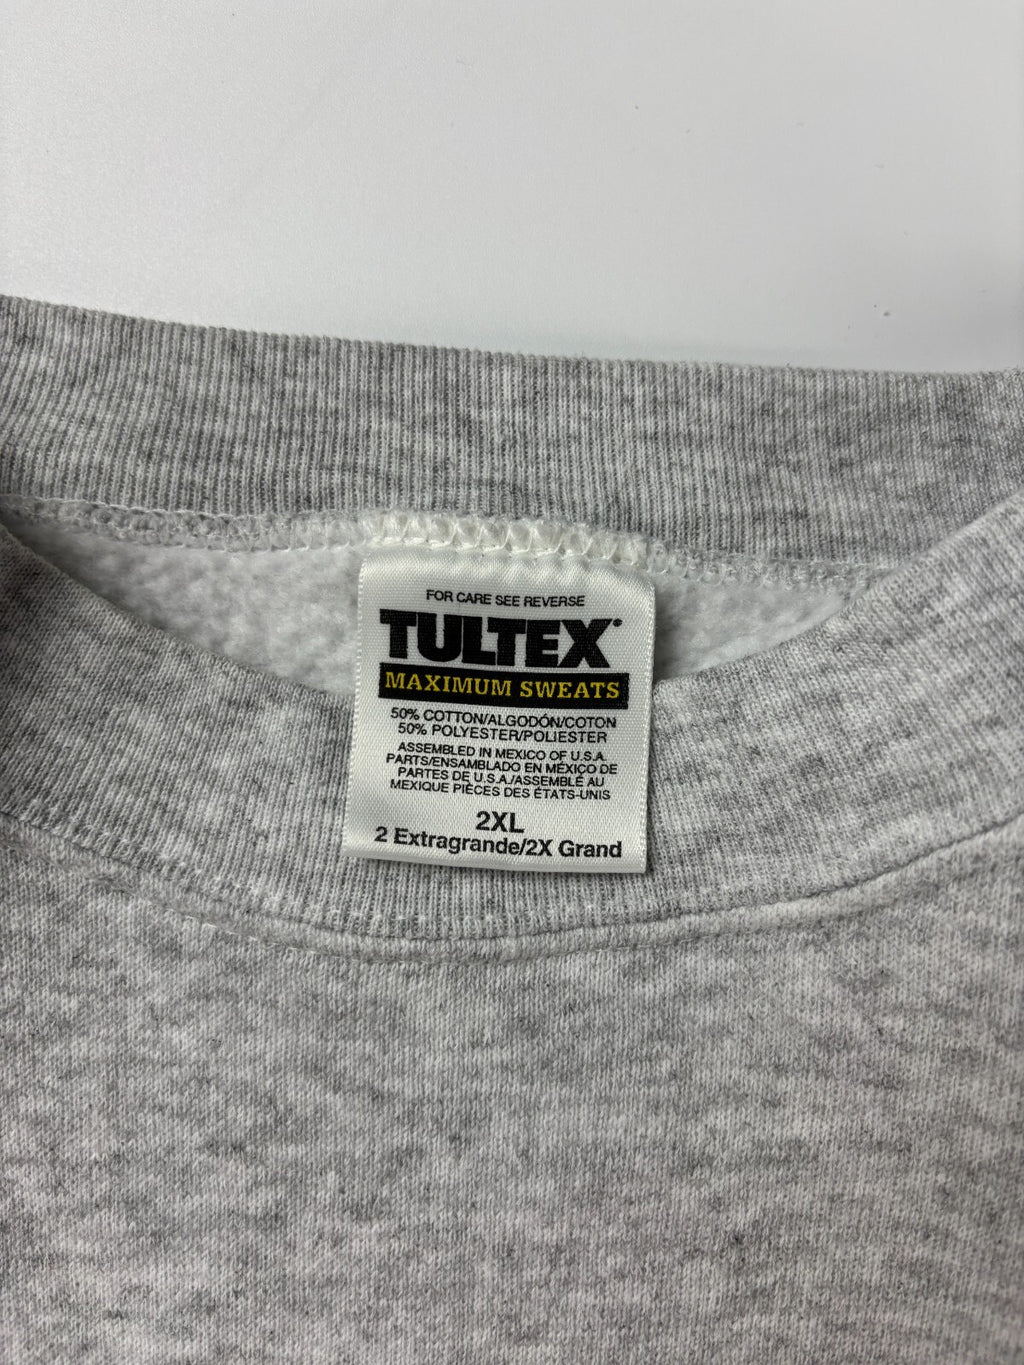 FOR CARE SEE REVERSE
TULTEX®
MAXIMUM SWEATS
50% COTTON/ALGODÓN/COTON
50% POLYESTER/POLIESTER
ASSEMBLED IN MEXICO OF U.S.A.
PARTS/ENSAMBLADO EN MÉXICO DE
PARTES DE U.S.A./ASSEMBLÉ AU
MEXIQUE PIÈCES DES ÉTATS-UNIS
2XL
2 Extragrande/2X Grand